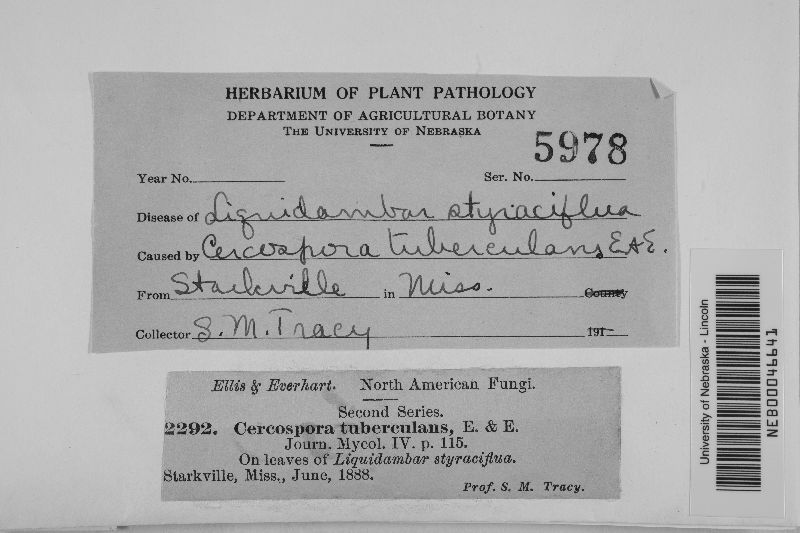 HERBARIUM OF PLANT PATHOLOGY
DEPARTMENT OF AGRICULTURAL BOTANY
THE UNIVERSITY OF NEBRASKA
5978
Year No. Ser. No.
Disease of Liquidambar styraciflua
Caused by Cercospora tuberculans, E & E.
From Starkville in Miss. County
Collector S. M. Tracy 191
Ellis & Everhart. North American Fungi.
Second Series.
2292. Cercospora tuberculans, E. & E.
Journ. Mycol. IV. p. 115.
On leaves of Liquidambar styraciflua.
Starkville, Miss., June, 1888.
Prof. S. M. Tracy.
University of Nebraska - Lincoln
NEB00046641